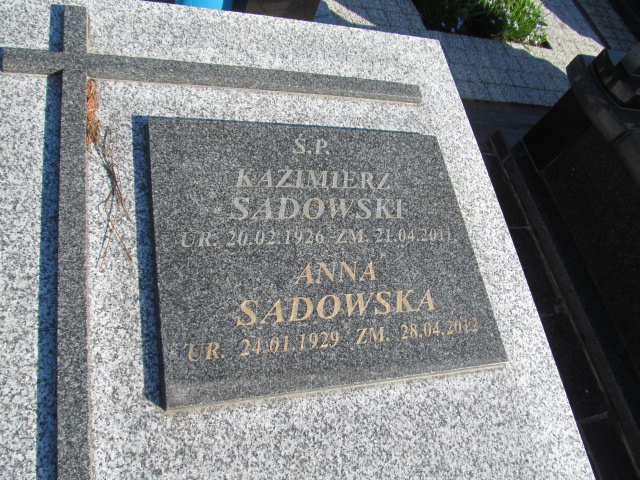 Ś.P.
KAZIMIERZ
SADOWSKI
UR. 20.02.1926 ZM. 21.04.2011
ANNA
SADOWSKA
UR. 24.01.1929 ZM. 28.04.2012